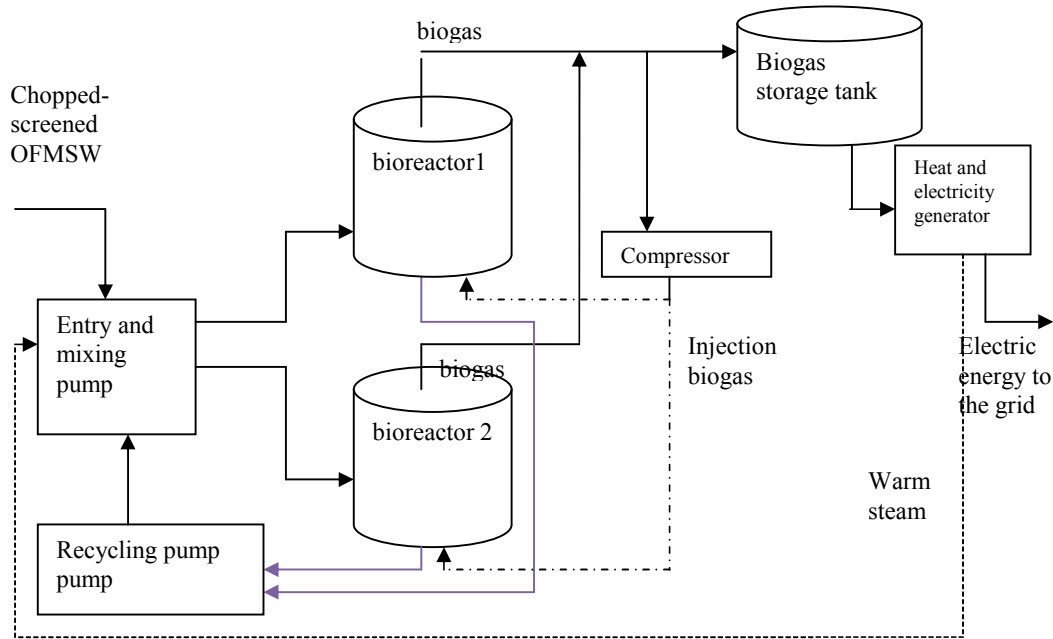 biogas
Biogas
storage tank
Chopped-
screened
OFMSW
bioreactor1
Heat and
electricity
generator
Compressor
Entry and
mixing
pump
Injection
biogas
Electric
energy to
the grid
biogas
bioreactor 2
Warm
steam
Recycling pump
pump